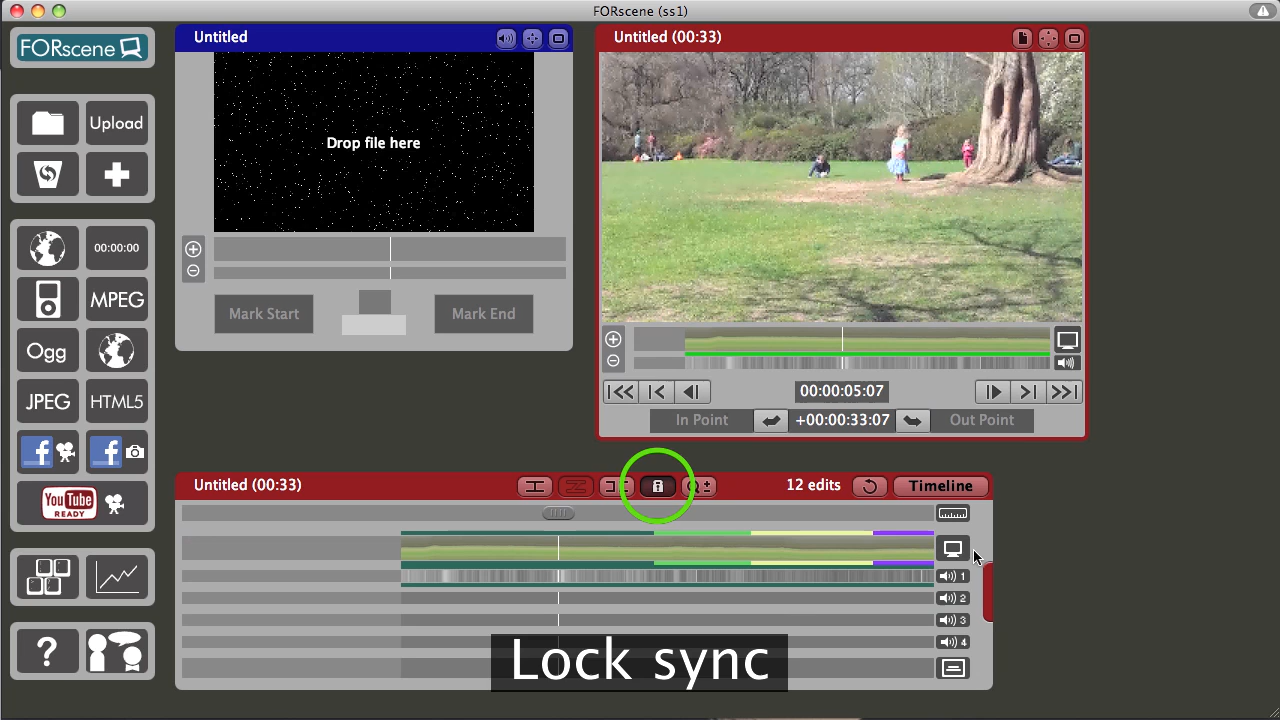 FORscene (ss1)
FORscene
Untitled
Untitled (00:33)
Upload
Drop file here
00:00:00
MPEG
Mark Start
Mark End
Ogg
JPEG
HTML5
00:00:05:07
In Point
+00:00:33:07
Out Point
YouTube
READY
Untitled (00:33)
12 edits
Timeline
1
2
3
4
?
Lock sync